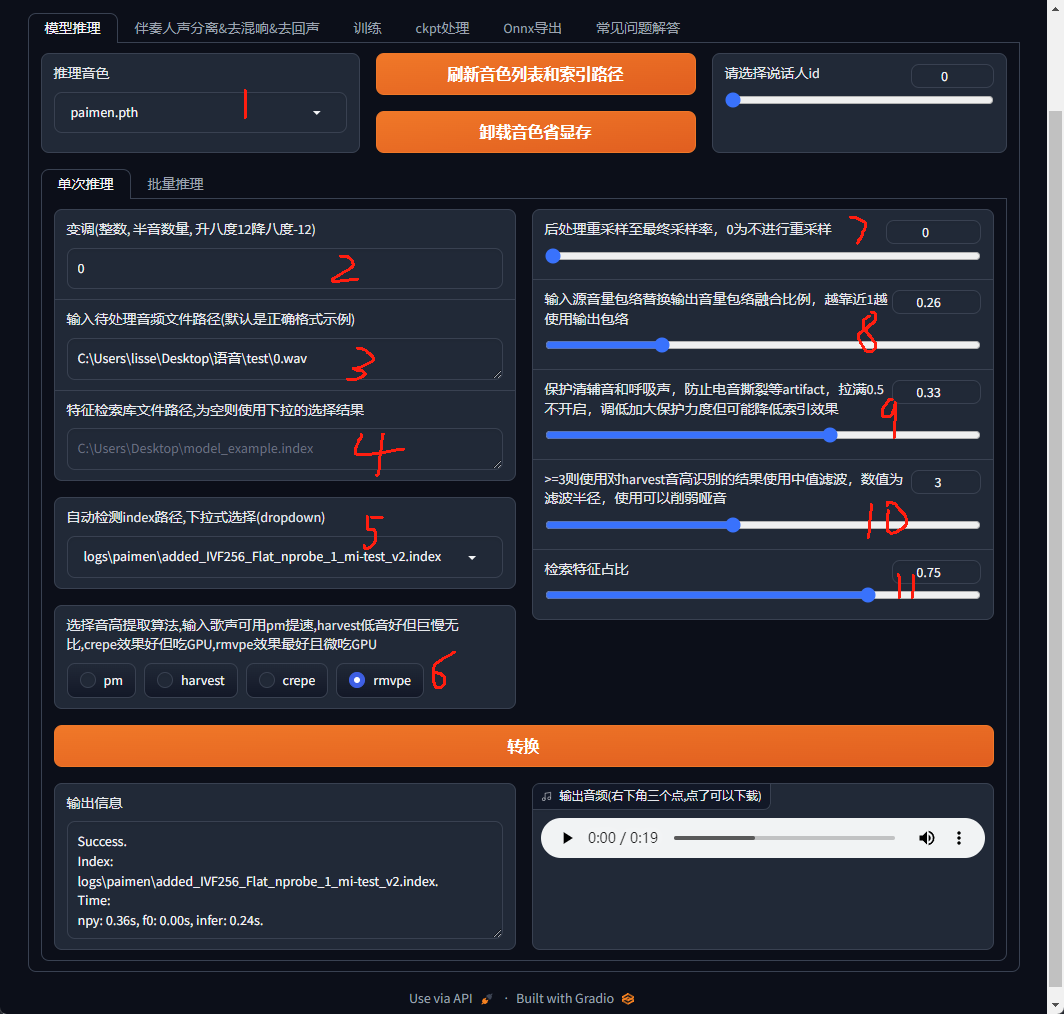 模型推理 伴奏人声分离&去混响&去回声 训练 ckpt处理 Onnx导出 常见问题解答
推理音色
paimen.pth
1
刷新音色列表和索引路径
卸载音色省显存
请选择说话人id
0
单次推理 批量推理
变调(整数, 半音数量, 升八度12降八度-12)
0
2
输入待处理音频文件路径(默认是正确格式示例)
C:\Users\lisse\Desktop\语音\test\0.wav
3
特征检索库文件路径,为空则使用下拉的选择结果
C:\Users\Desktop\model_example.index
4
自动检测index路径,下拉式选择(dropdown)
5
logs\paimen\added_IVF256_Flat_nprobe_1_mi-test_v2.index
选择音高提取算法,输入歌声可用pm提速,harvest低音好但巨慢无
比,crepe效果好但吃GPU,rmvpe效果最好且微吃GPU
pm harvest crepe rmvpe
6
后处理重采样至最终采样率，0为不进行重采样
7
0
输入源音量包络替换输出音量包络融合比例，越靠近1越
使用输出包络
0.26
8
保护清辅音和呼吸声，防止电音撕裂等artifact，拉满0.5
不开启，调低加大保护力度但可能降低索引效果
0.33
9
>=3则使用对harvest音高识别的结果使用中值滤波，数值为
滤波半径，使用可以削弱哑音
3
10
检索特征占比
0.75
11
转换
输出信息
Success.
Index:
logs\paimen\added_IVF256_Flat_nprobe_1_mi-test_v2.index.
Time:
npy: 0.36s, f0: 0.00s, infer: 0.24s.
输出音频(右下角三个点,点了可以下载)
0:00 / 0:19
Use via API · Built with Gradio